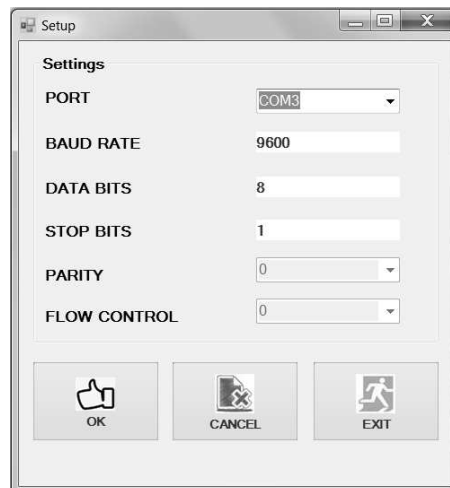 Setup
Settings
PORT COM3
BAUD RATE 9600
DATA BITS 8
STOP BITS 1
PARITY 0
FLOW CONTROL 0
OK CANCEL EXIT